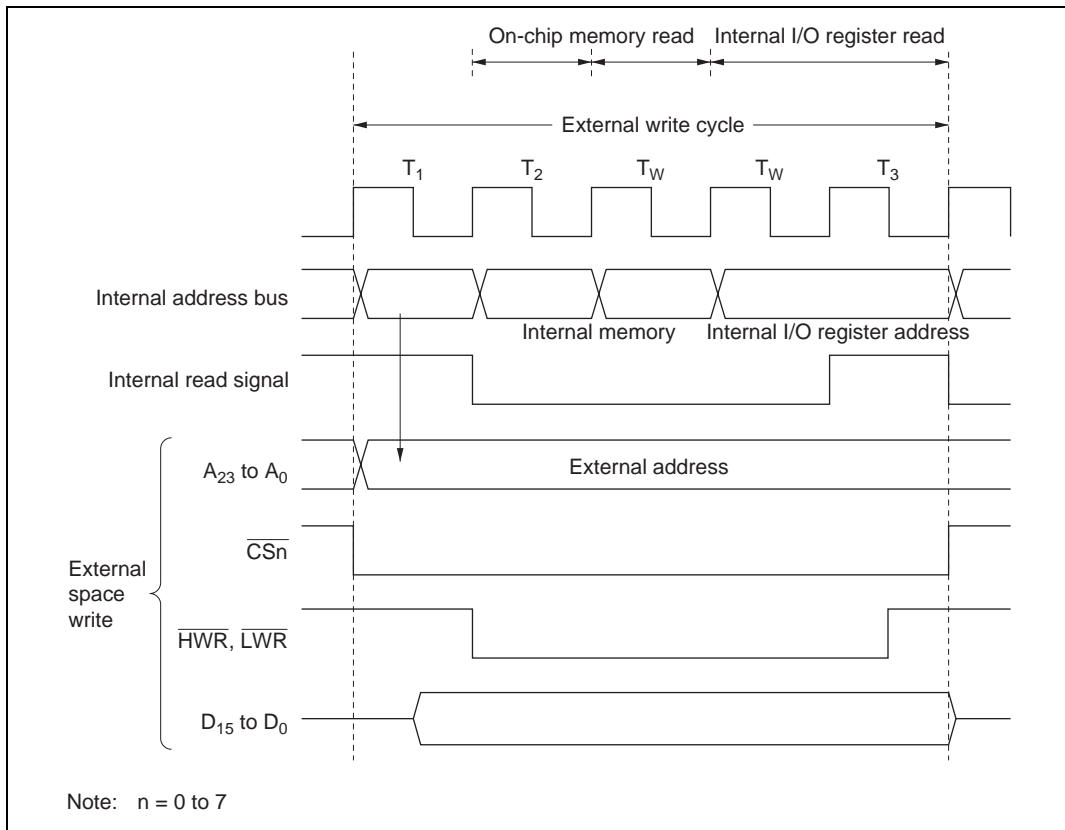 On-chip memory read Internal I/O register read
External write cycle
T1 T2 TW TW T3
Internal address bus
Internal memory Internal I/O register address
Internal read signal
A23 to A0 External address
CSn
External
space
write
HWR, LWR
D15 to D0
Note: n = 0 to 7